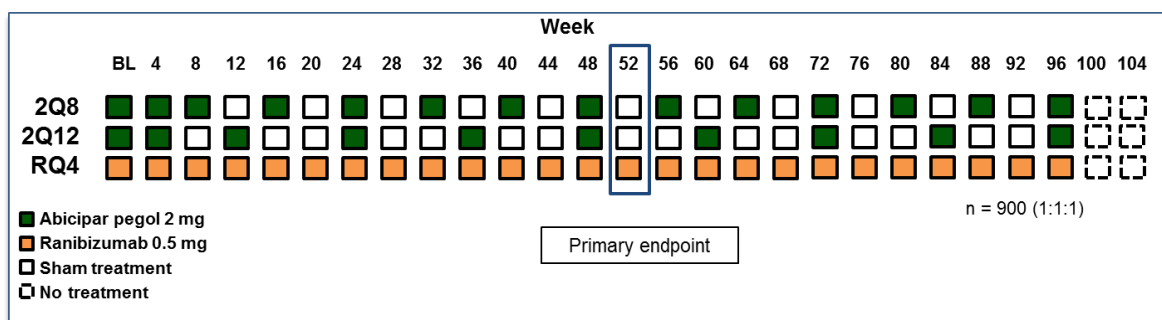 Week
BL 4 8 12 16 20 24 28 32 36 40 44 48 52 56 60 64 68 72 76 80 84 88 92 96 100 104
2Q8
2Q12
RQ4
n = 900 (1:1:1)
Abicipar pegol 2 mg
Ranibizumab 0.5 mg
Primary endpoint
Sham treatment
No treatment